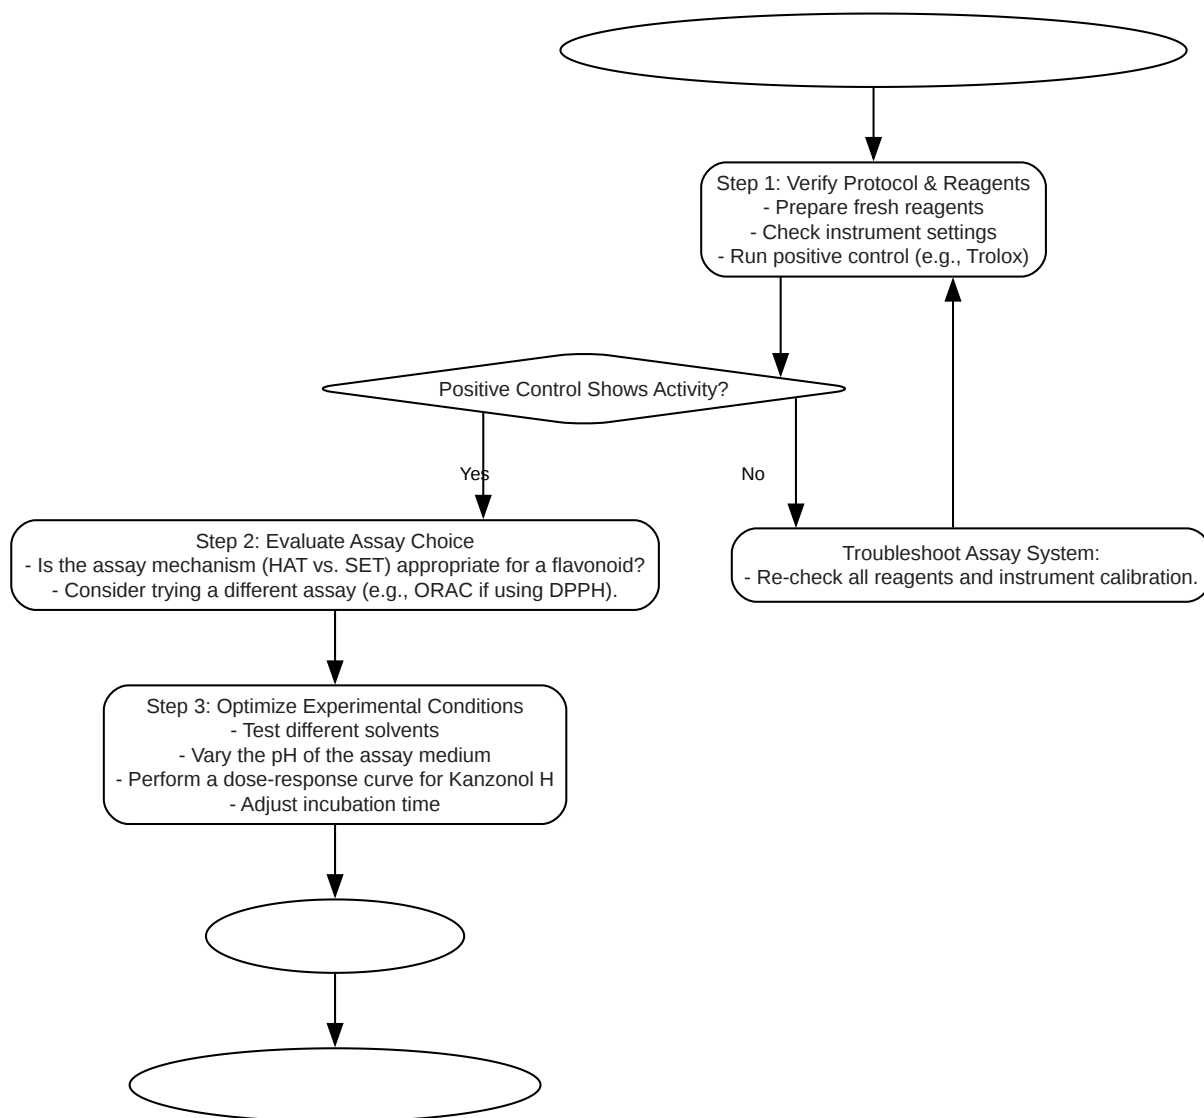 Step 1: Verify Protocol & Reagents
- Prepare fresh reagents
- Check instrument settings
- Run positive control (e.g., Trolox)
Positive Control Shows Activity?
Yes
No
Step 2: Evaluate Assay Choice
- Is the assay mechanism (HAT vs. SET) appropriate for a flavonoid?
- Consider trying a different assay (e.g., ORAC if using DPPH).
Troubleshoot Assay System:
- Re-check all reagents and instrument calibration.
Step 3: Optimize Experimental Conditions
- Test different solvents
- Vary the pH of the assay medium
- Perform a dose-response curve for Kanzonol H
- Adjust incubation time